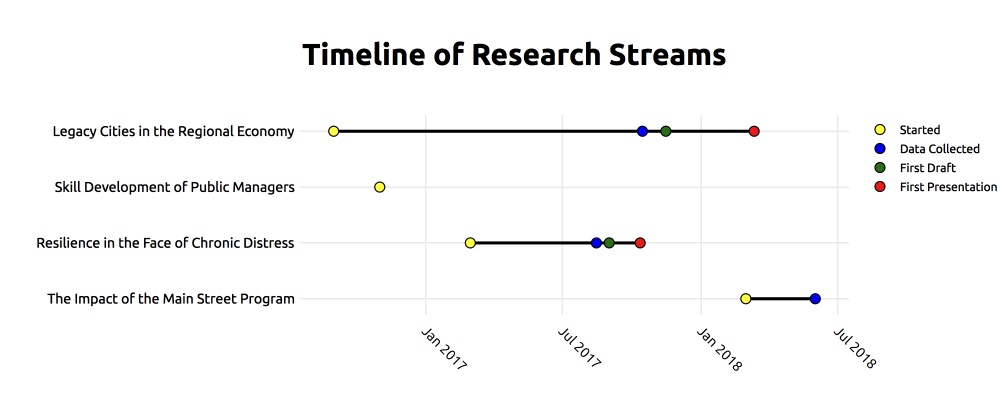 Timeline of Research Streams
Legacy Cities in the Regional Economy
Skill Development of Public Managers
Resilience in the Face of Chronic Distress
The Impact of the Main Street Program
Started
Data Collected
First Draft
First Presentation
Jan 2017
Jul 2017
Jan 2018
Jul 2018